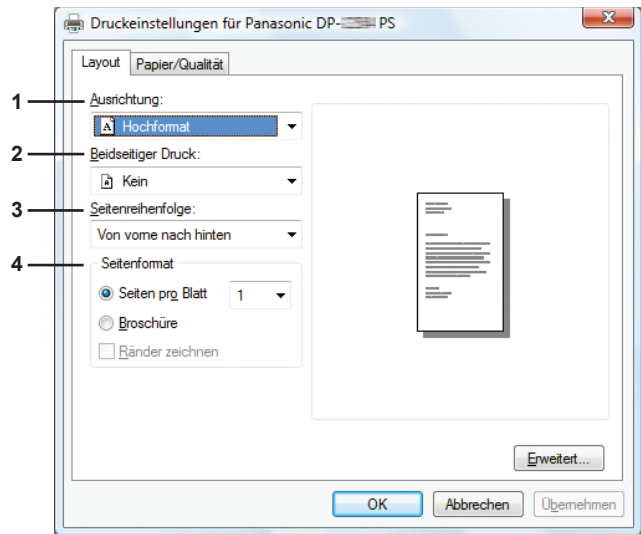 Druckeinstellungen für Panasonic DP- PS
Layout
Papier/Qualität
1
Ausrichtung:
Hochformat
2
Beidseitiger Druck:
Kein
3
Seitenreihenfolge:
Von vorne nach hinten
4
Seitenformat
Seiten pro Blatt 1
Broschüre
Ränder zeichnen
Erweitert...
OK
Abbrechen
Übernehmen